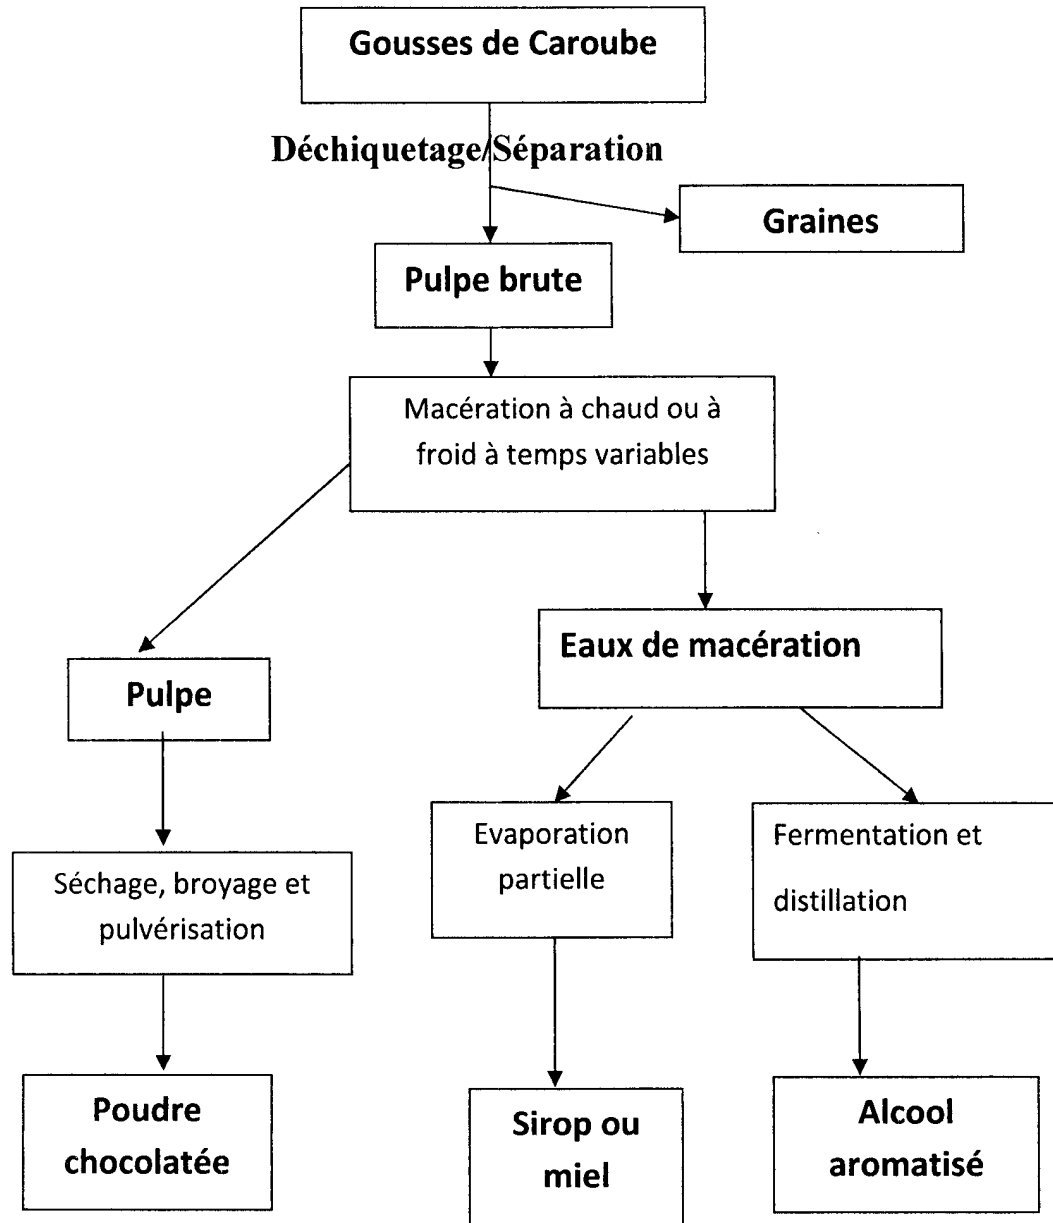 Gousses de Caroube
Déchiquetage/Séparation
Graines
Pulpe brute
Macération à chaud ou à
froid à temps variables
Eaux de macération
Pulpe
Evaporation
partielle
Fermentation et
distillation
Séchage, broyage et
pulvérisation
Poudre
chocolatée
Sirop ou
miel
Alcool
aromatisé